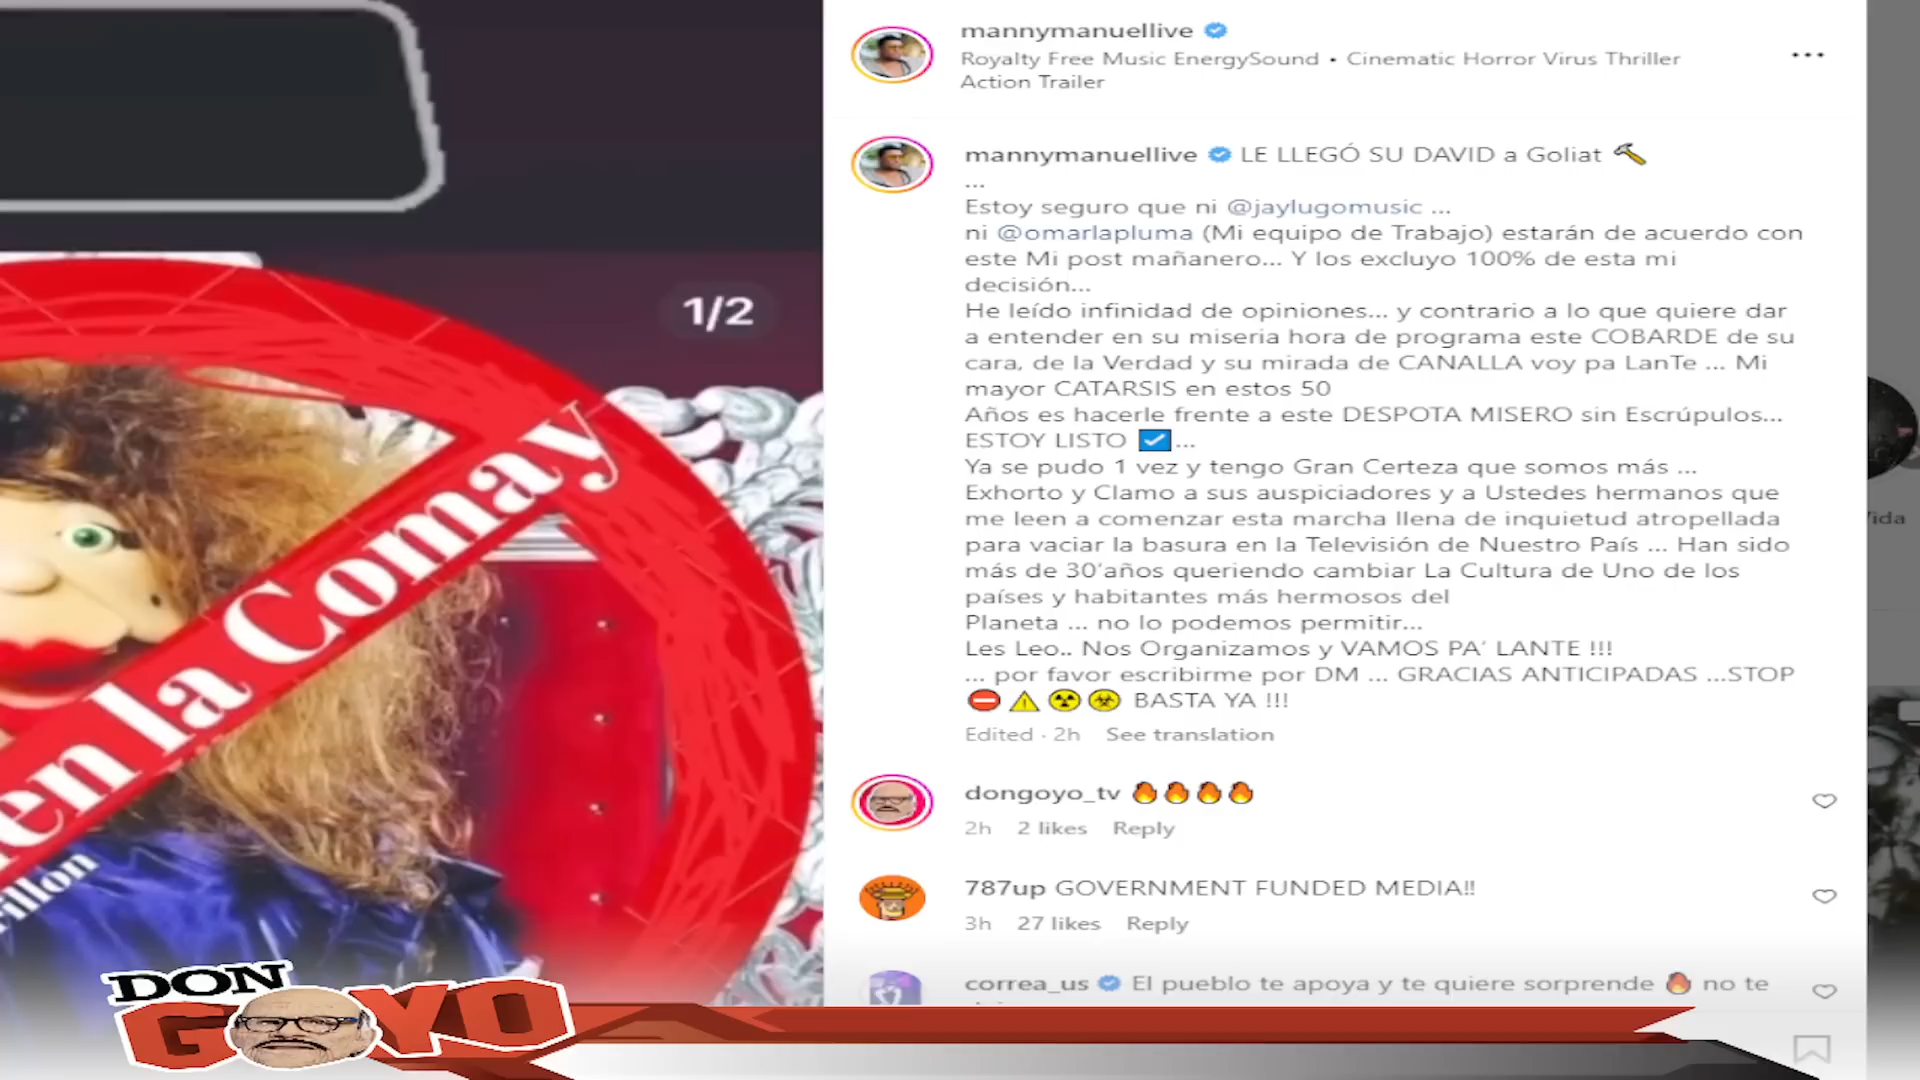 mannymanuellive
Royalty Free Music EnergySound • Cinematic Horror Virus Thriller
Action Trailer
mannymanuellive LE LLEGÓ SU DAVID a Goliat 🔨
...
Estoy seguro que ni @jaylugomusic ...
ni @omarlapluma (Mi equipo de Trabajo) estarán de acuerdo con
este Mi post mañanero... Y los excluyo 100% de esta mi
decisión...
He leído infinidad de opiniones... y contrario a lo que quiere dar
a entender en su miseria hora de programa este COBARDE de su
cara, de la Verdad y su mirada de CANALLA voy pa LanTe ... Mi
mayor CATARSIS en estos 50
Años es hacerle frente a este DESPOTA MISERO sin Escrúpulos...
ESTOY LISTO ☑️...
Ya se pudo 1 vez y tengo Gran Certeza que somos más ...
Exhorto y Clamo a sus auspiciadores y a Ustedes hermanos que
me leen a comenzar esta marcha llena de inquietud atropellada
para vaciar la basura en la Televisión de Nuestro País ... Han sido
más de 30'años queriendo cambiar La Cultura de Uno de los
países y habitantes más hermosos del
Planeta ... no lo podemos permitir...
Les Leo.. Nos Organizamos y VAMOS PA' LANTE !!!
... por favor escribirme por DM ... GRACIAS ANTICIPADAS ...STOP
⛔⚠️☢️☣️ BASTA YA !!!
Edited · 2h See translation
dongoyo_tv 🔥🔥🔥🔥
2h 2 likes Reply
787up GOVERNMENT FUNDED MEDIA!!
3h 27 likes Reply
correa_us El pueblo te apoya y te quiere sorprende 🔥 no te
1/2
en la Comay
DON
GOYO